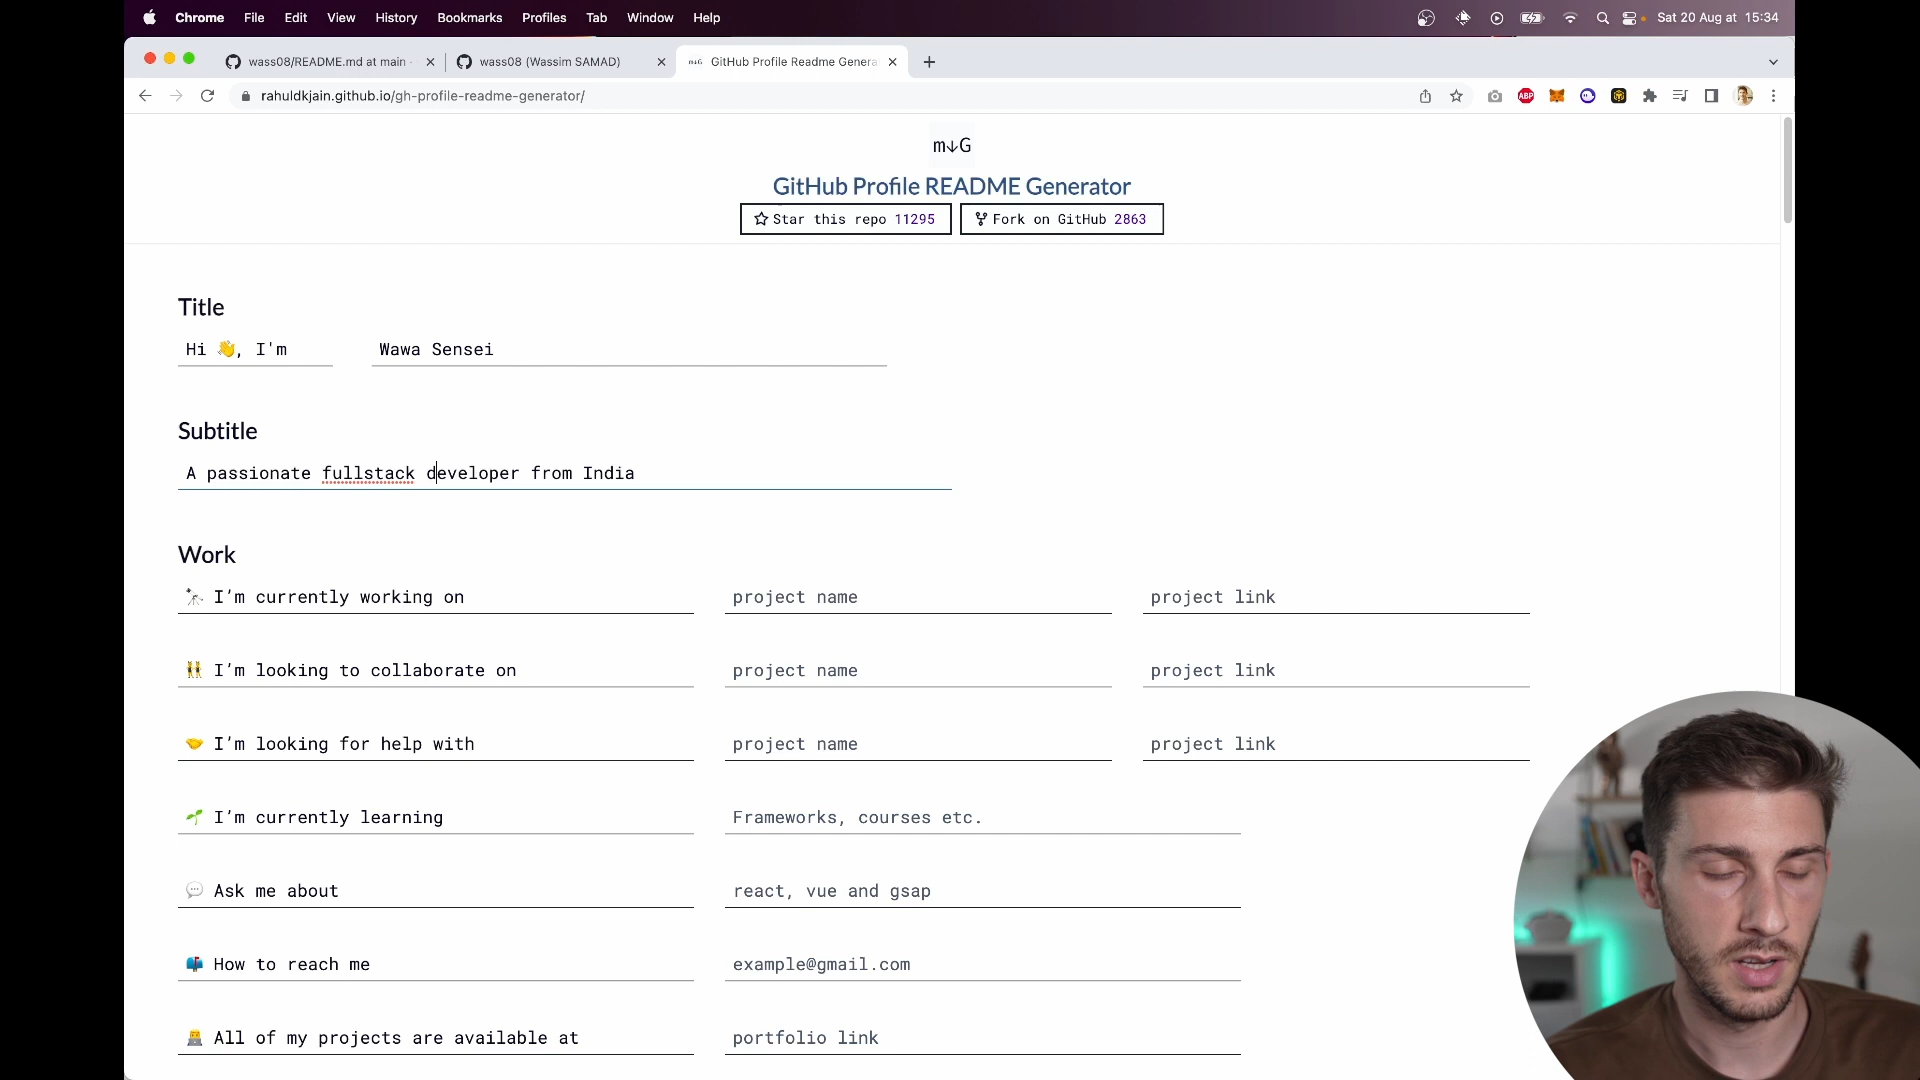 Chrome File Edit View History Bookmarks Profiles Tab Window Help Sat 20 Aug at 15:34
wass08/README.md at main · wass08 (Wassim SAMAD) GitHub Profile Readme Genera
rahuldkjain.github.io/gh-profile-readme-generator/ ABP
m↓G
GitHub Profile README Generator
Star this repo 11295 Fork on GitHub 2863
Title
Hi 👋, I'm Wawa Sensei
Subtitle
A passionate fullstack developer from India
Work
🔭 I’m currently working on project name project link
👯 I’m looking to collaborate on project name project link
🤝 I’m looking for help with project name project link
🌱 I’m currently learning Frameworks, courses etc.
💬 Ask me about react, vue and gsap
📫 How to reach me example@gmail.com
👨‍💻 All of my projects are available at portfolio link